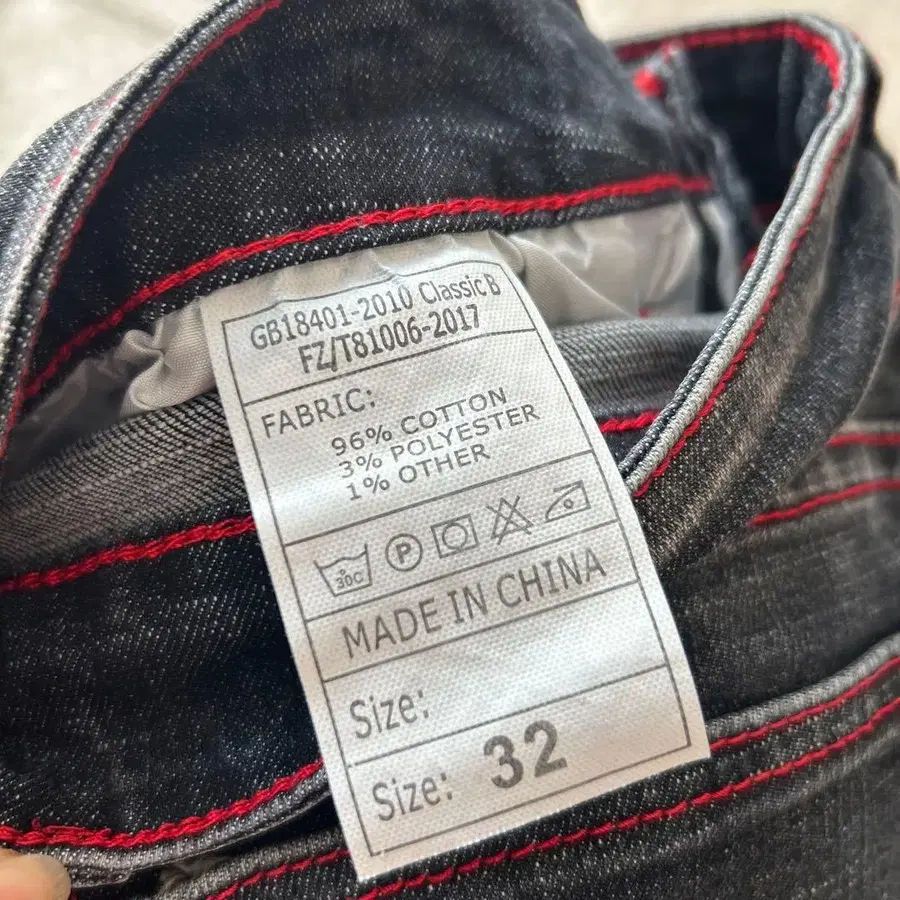 GB18401-2010 Classic B
FZ/T81006-2017
FABRIC:
96% COTTON
3% POLYESTER
1% OTHER
30C
P
MADE IN CHINA
Size:
Size: 32